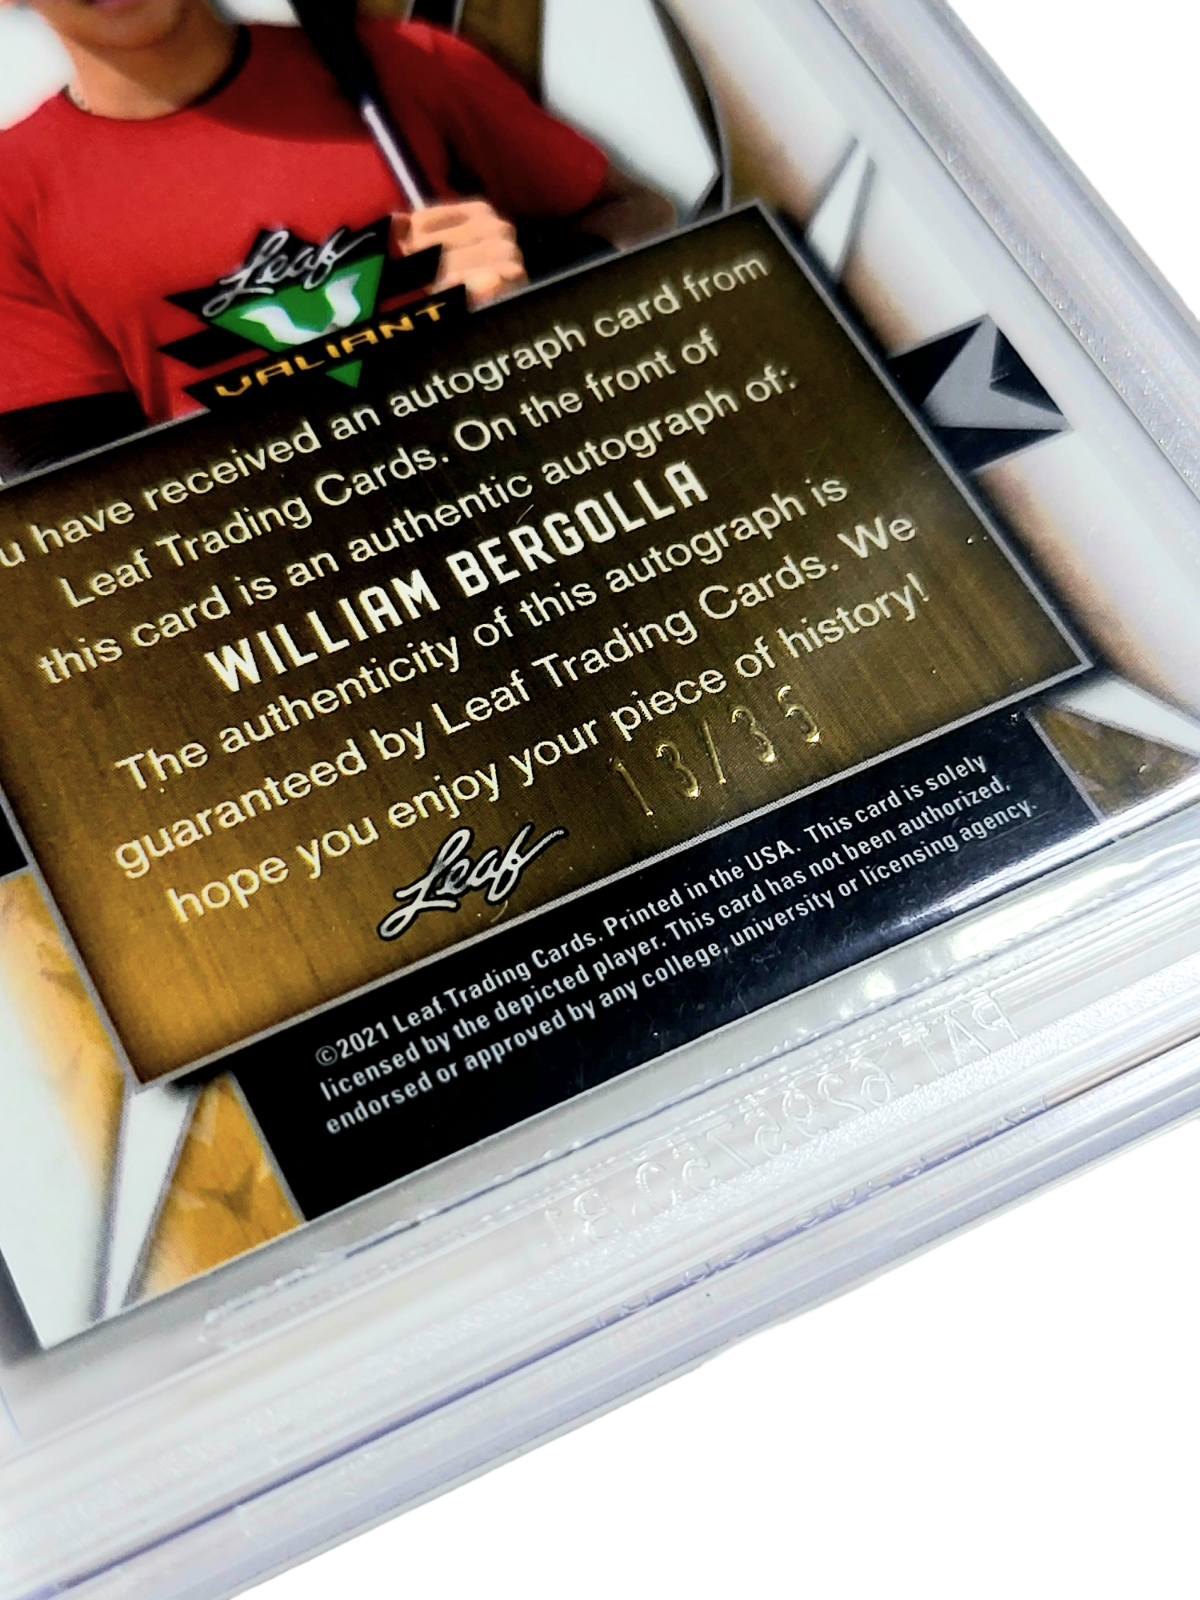 Leaf
V
VALIANT
u have received an autograph card from
Leaf Trading Cards. On the front of
this card is an authentic autograph of:
WILLIAM BERGOLLA
The authenticity of this autograph is
guaranteed by Leaf Trading Cards. We
hope you enjoy your piece of history!
13/35
Leaf
©2021 Leaf Trading Cards. Printed in the USA. This card is solely
licensed by the depicted player. This card has not been authorized,
endorsed or approved by any college, university or licensing agency.